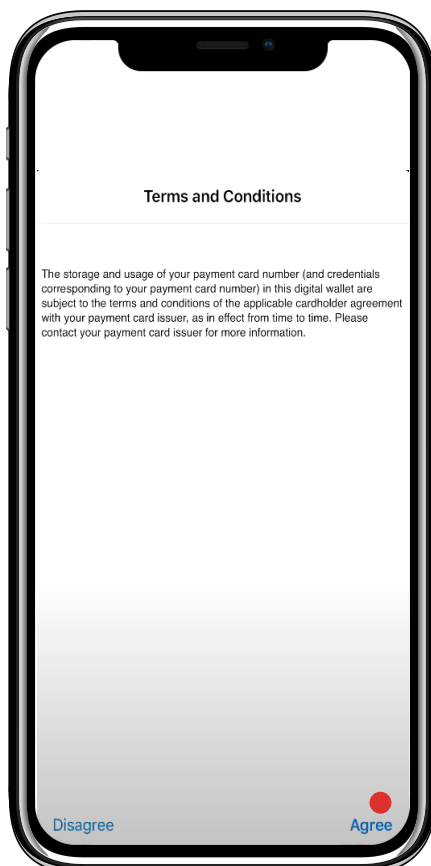 Terms and Conditions
The storage and usage of your payment card number (and credentials
corresponding to your payment card number) in this digital wallet are
subject to the terms and conditions of the applicable cardholder agreement
with your payment card issuer, as in effect from time to time. Please
contact your payment card issuer for more information.
Disagree
Agree